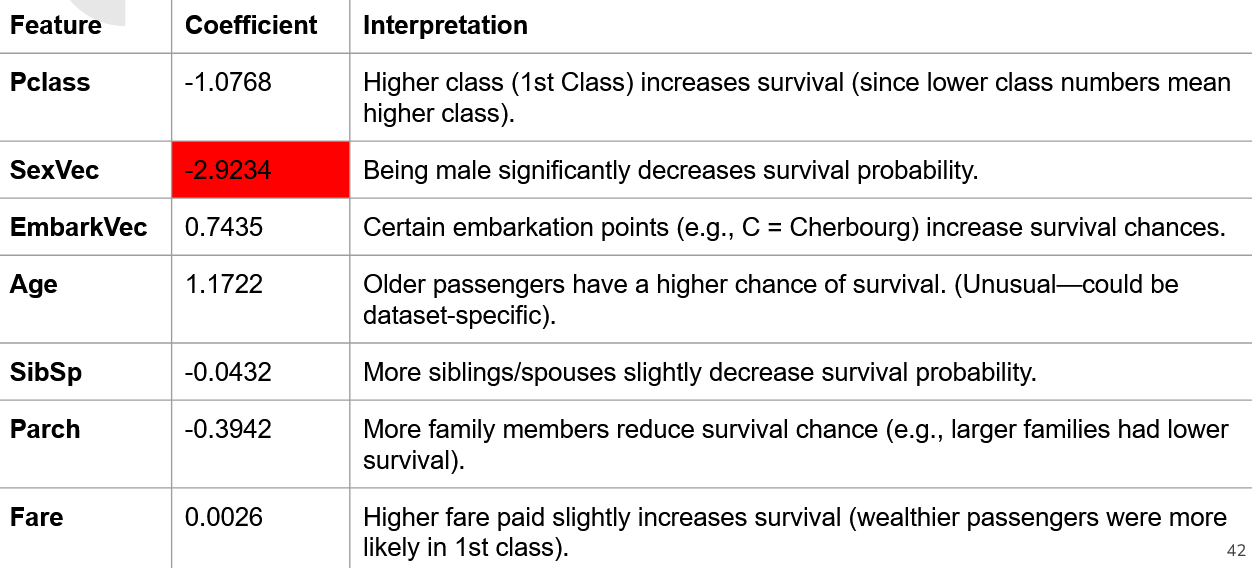 Feature Coefficient Interpretation
Pclass -1.0768 Higher class (1st Class) increases survival (since lower class numbers mean
higher class).
SexVec -2.9234 Being male significantly decreases survival probability.
EmbarkVec 0.7435 Certain embarkation points (e.g., C = Cherbourg) increase survival chances.
Age 1.1722 Older passengers have a higher chance of survival. (Unusual—could be
dataset-specific).
SibSp -0.0432 More siblings/spouses slightly decrease survival probability.
Parch -0.3942 More family members reduce survival chance (e.g., larger families had lower
survival).
Fare 0.0026 Higher fare paid slightly increases survival (wealthier passengers were more
likely in 1st class).
42